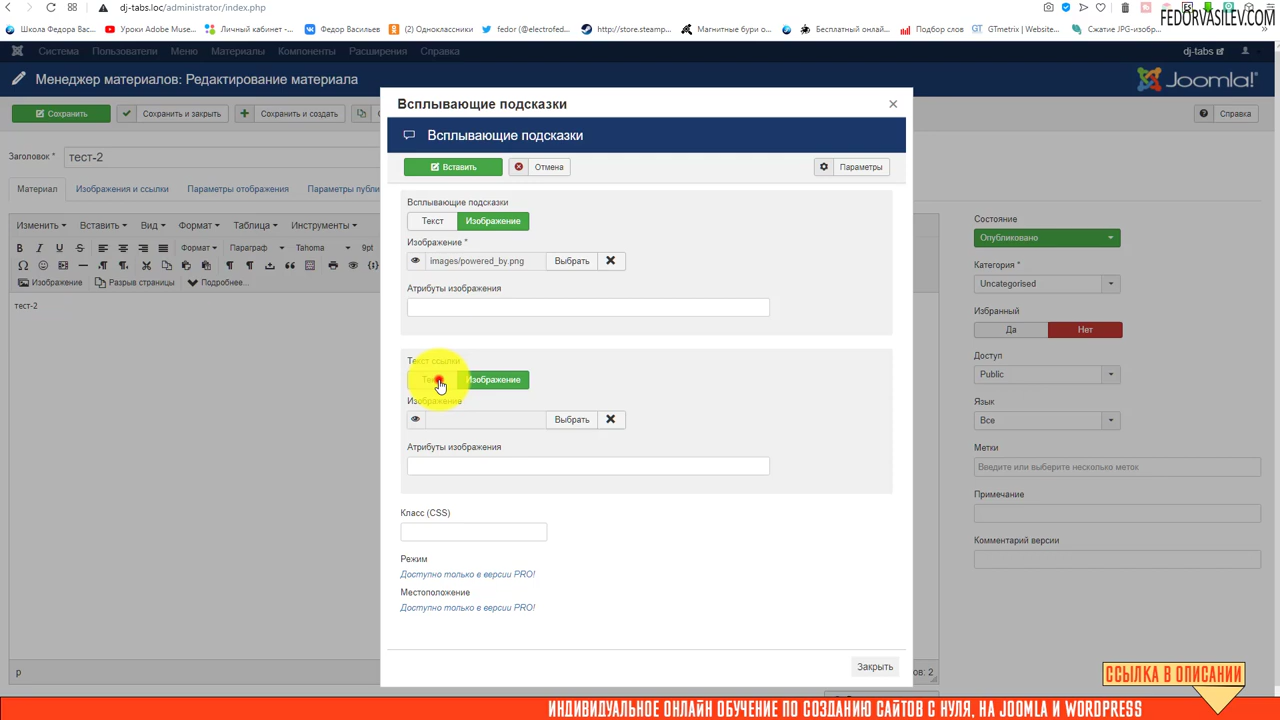 dj-tabs.loc/administrator/index.php
FEDORVASILEV.COM
Школа Федора Вас... Уроки Adobe Muse... Личный кабинет -... Федор Васильев (2) Одноклассники fedor (@electrofed... http://store.steamp... Магнитные бури о... Бесплатный онлай... Подбор слов GTmetrix | Website... Сжатие JPG-изобр...
Система Пользователи Меню Материалы Компоненты Расширения Справка dj-tabs
Менеджер материалов: Редактирование материала Joomla!
Сохранить Сохранить и закрыть Сохранить и создать Справка
Заголовок * тест-2
Материал Изображения и ссылки Параметры отображения Параметры публи
Изменить Вставить Вид Формат Таблица Инструменты
B I U S Формат Параграф Tahoma 9pt
Изображение Разрыв страницы Подробнее...
тест-2
p
Всплывающие подсказки
Всплывающие подсказки
Вставить Отмена Параметры
Всплывающие подсказки
Текст Изображение
Изображение *
images/powered_by.png Выбрать
Атрибуты изображения
Текст ссылки
Изображение
Изображение
Выбрать
Атрибуты изображения
Класс (CSS)
Режим
Доступно только в версии PRO!
Местоположение
Доступно только в версии PRO!
Закрыть
ов: 2
Состояние
Опубликовано
Категория *
Uncategorised
Избранный
Да Нет
Доступ
Public
Язык
Все
Метки
Введите или выберите несколько меток
Примечание
Комментарий версии
ССЫЛКА В ОПИСАНИИ
ИНДИВИДУАЛЬНОЕ ОНЛАЙН ОБУЧЕНИЕ ПО СОЗДАНИЮ САЙТОВ С НУЛЯ, НА JOOMLA И WORDPRESS